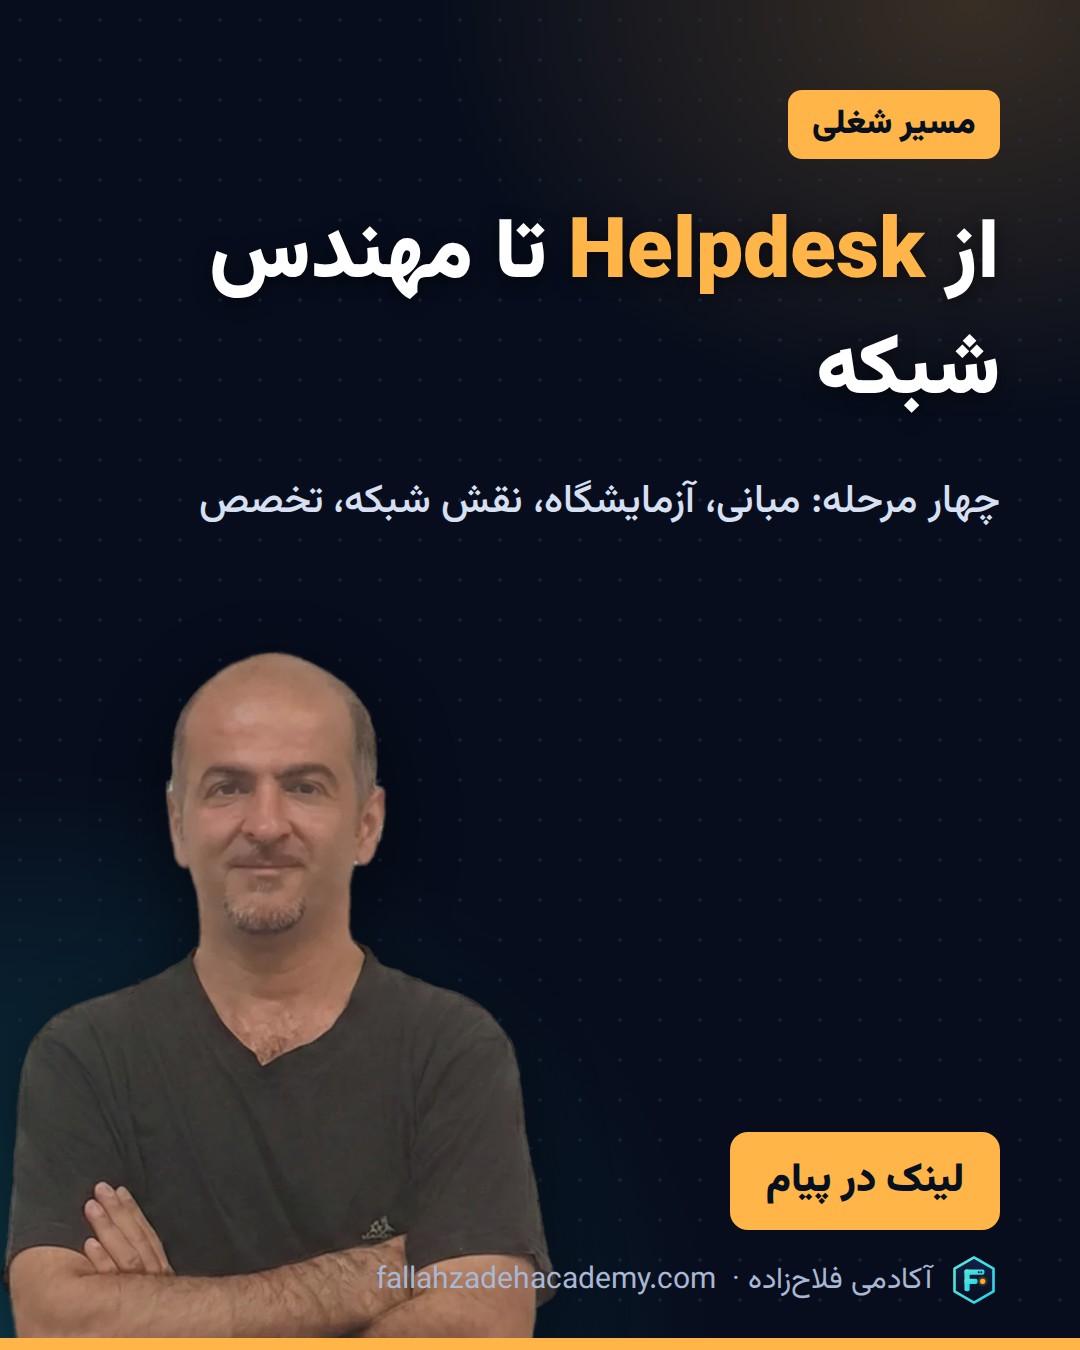 مسیر شغلی
از Helpdesk تا مهندس
شبکه
چهار مرحله: مبانی، آزمایشگاه، نقش شبکه، تخصص
لینک در پیام
آکادمی فلاح‌زاده · fallahzadehacademy.com